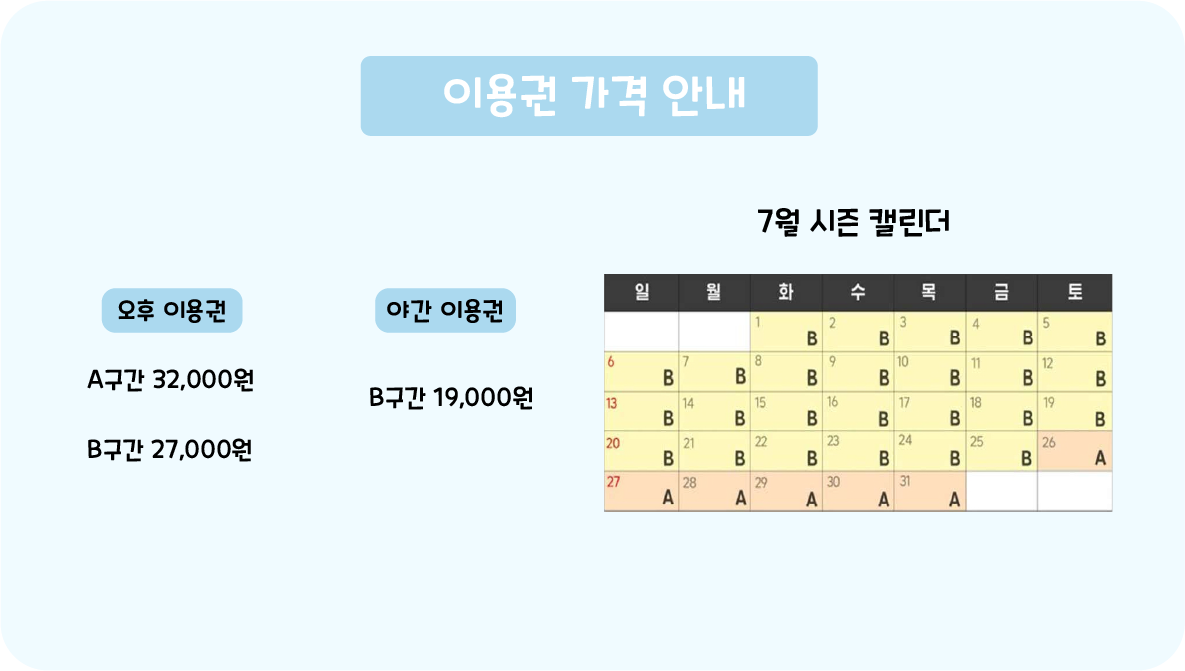 이용권 가격 안내
7월 시즌 캘린더
오후 이용권
A구간 32,000원
B구간 27,000원
야간 이용권
B구간 19,000원
일 월 화 수 목 금 토
1 B 2 B 3 B 4 B 5 B
6 B 7 B 8 B 9 B 10 B 11 B 12 B
13 B 14 B 15 B 16 B 17 B 18 B 19 B
20 B 21 B 22 B 23 B 24 B 25 B 26 A
27 A 28 A 29 A 30 A 31 A